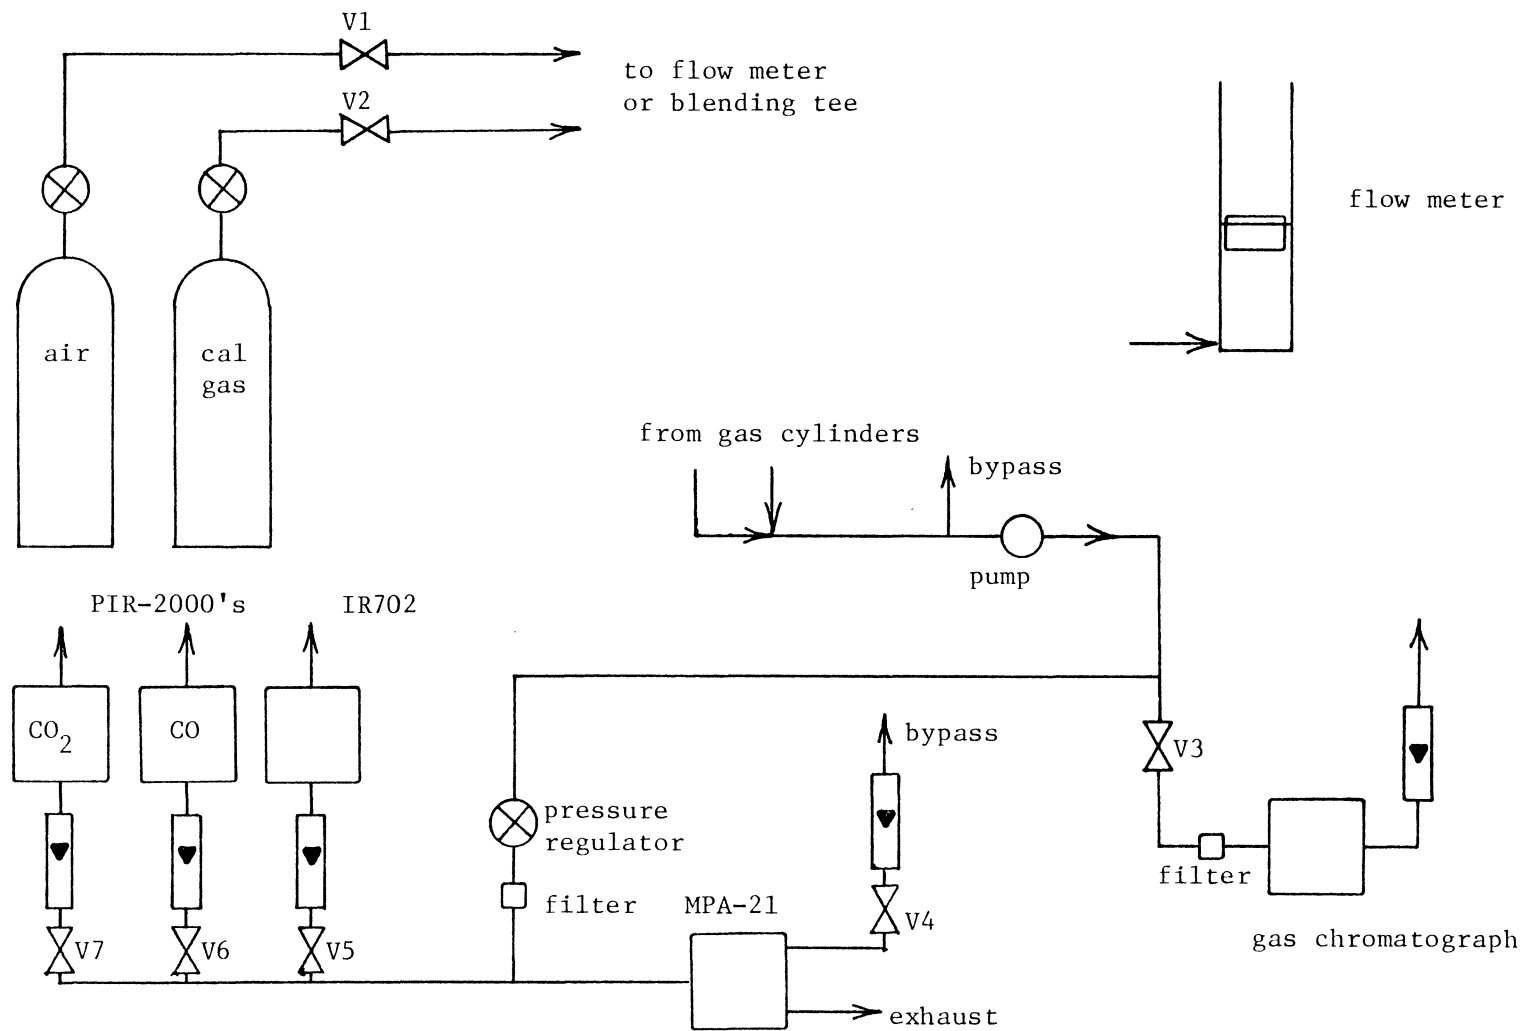 V1
to flow meter
or blending tee
V2
flow meter
air
cal
gas
from gas cylinders
bypass
pump
PIR-2000's
IR702
CO2
CO
bypass
V3
pressure
regulator
filter
MPA-21
V4
filter
V7
V6
V5
gas chromatograph
exhaust